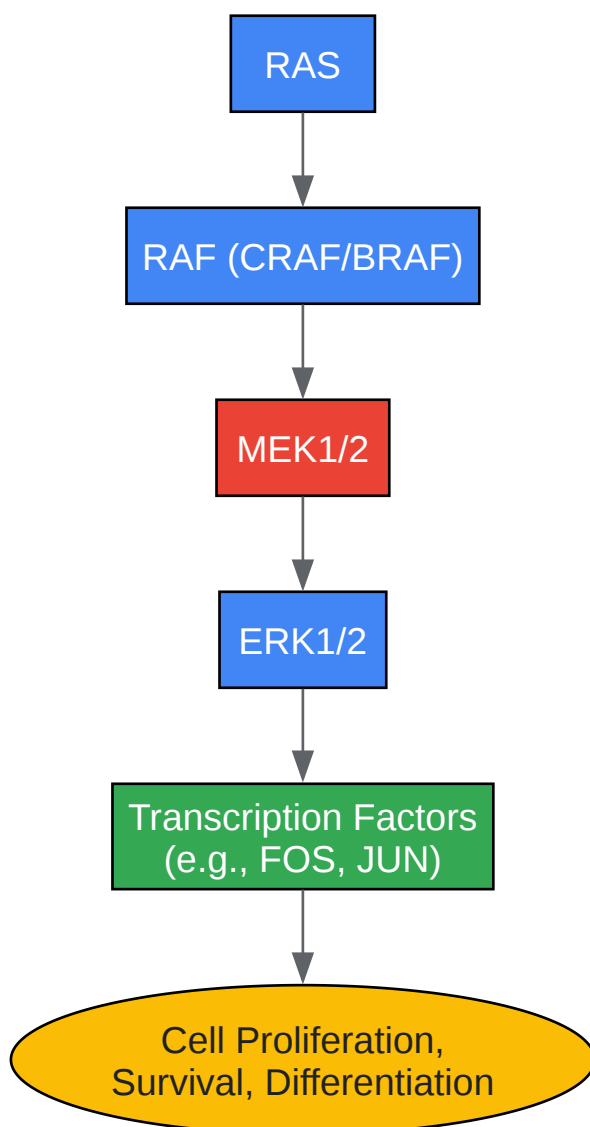 RAS
RAF (CRAF/BRAF)
MEK1/2
ERK1/2
Transcription Factors
(e.g., FOS, JUN)
Cell Proliferation,
Survival, Differentiation